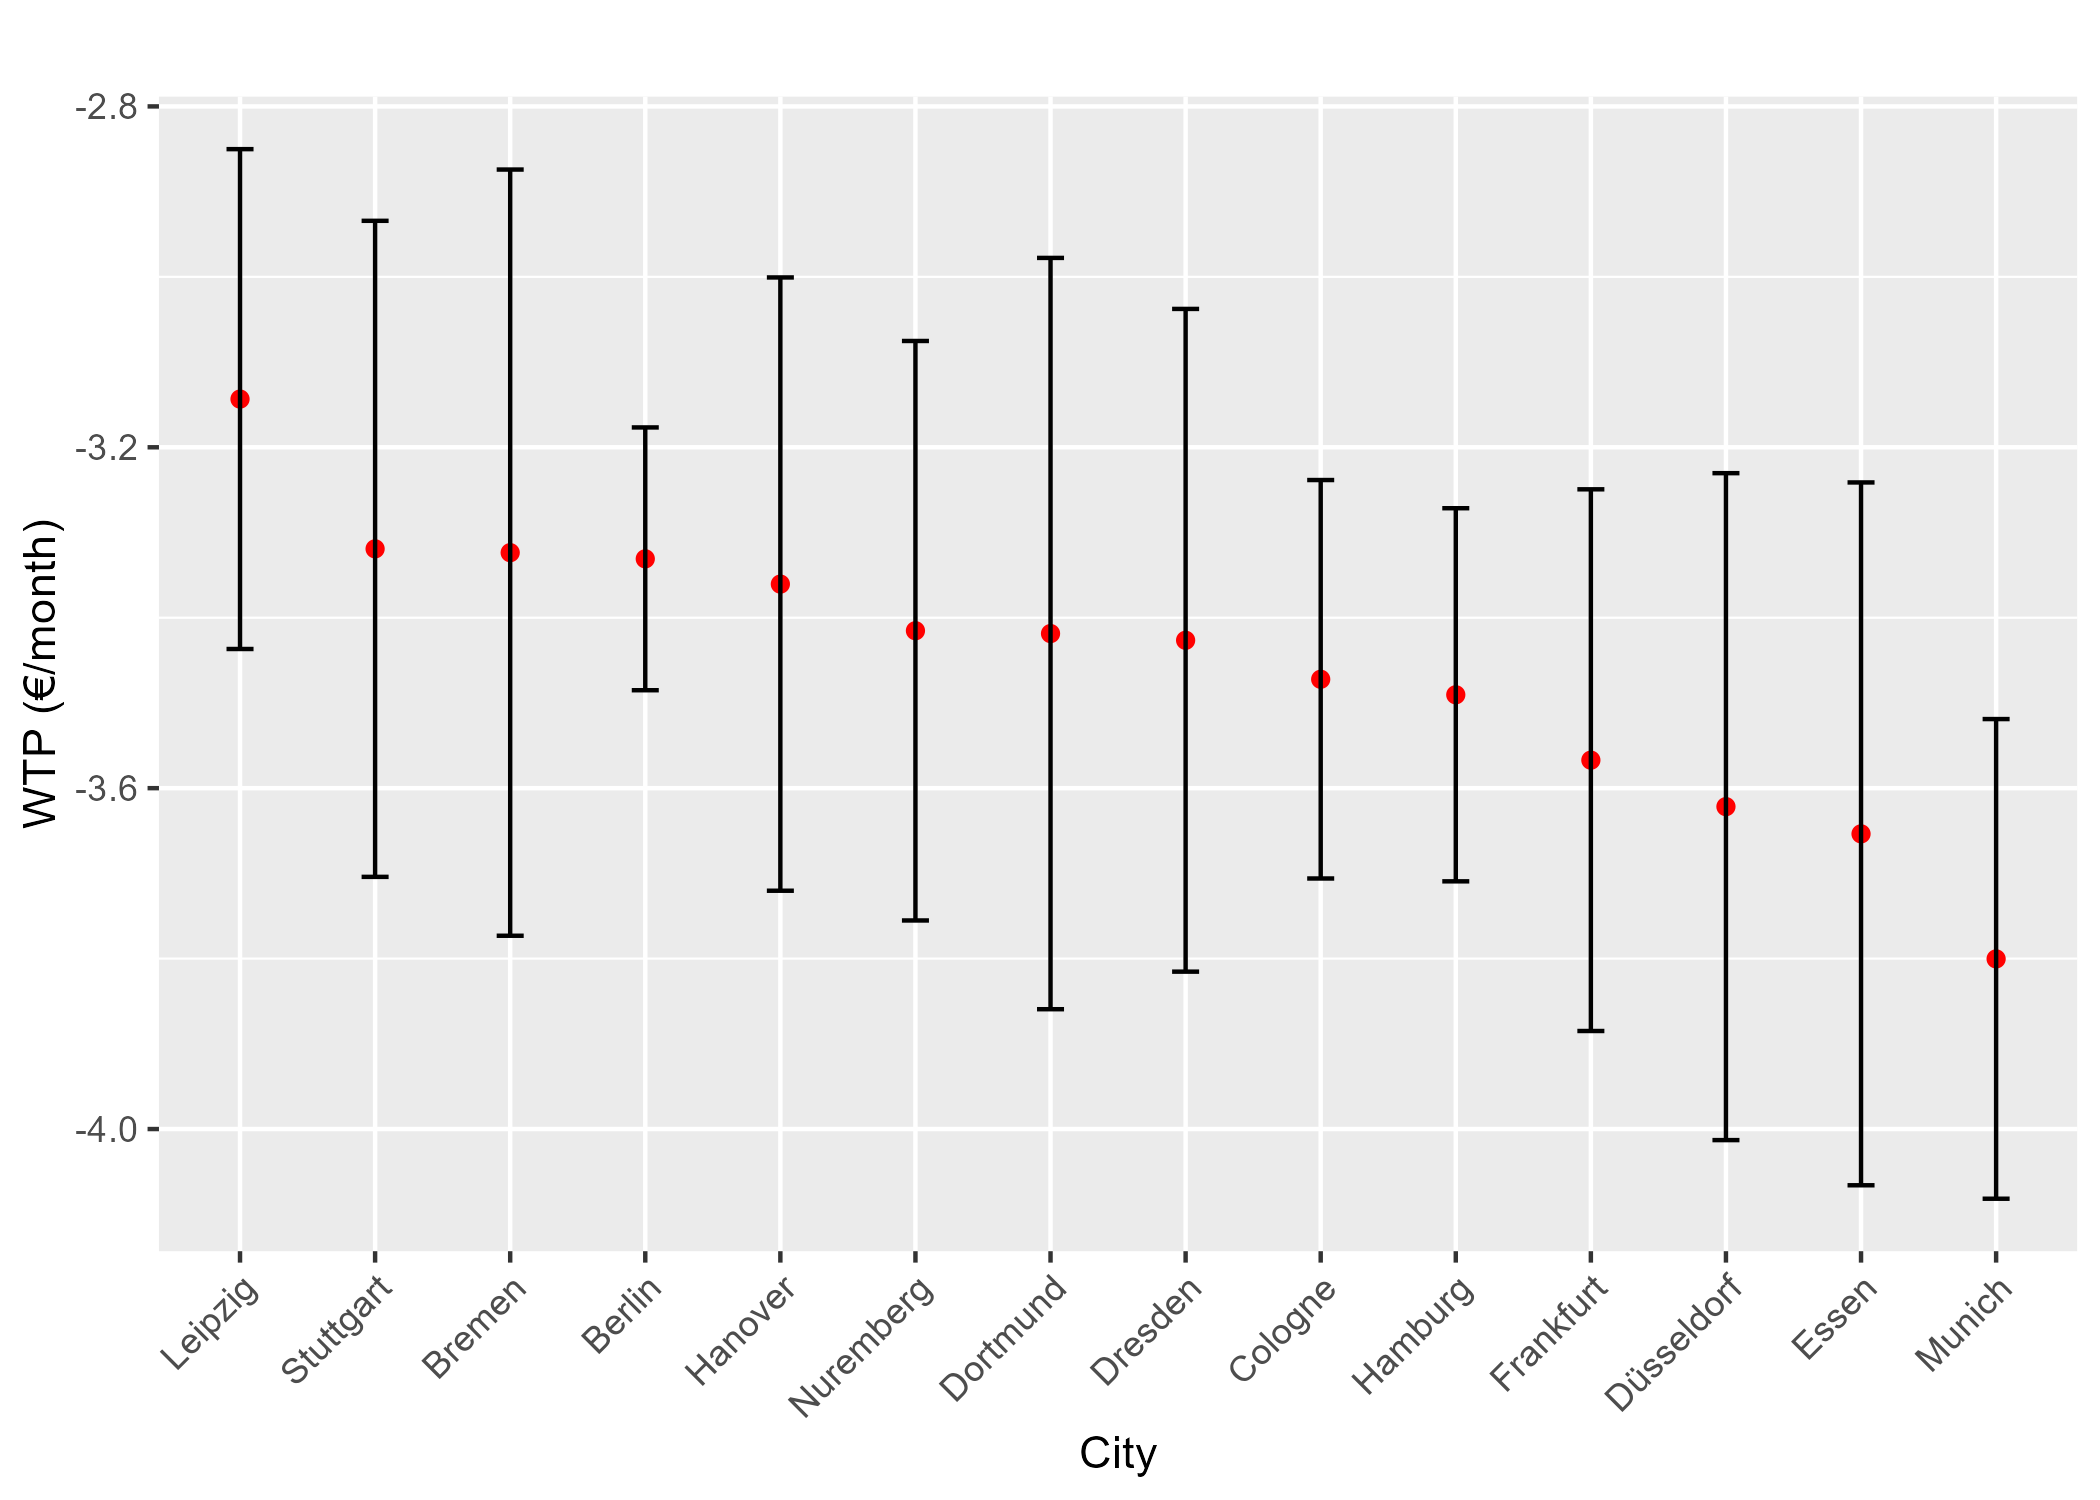 -2.8
-3.2
-3.6
-4.0
WTP (€/month)
Leipzig
Stuttgart
Bremen
Berlin
Hanover
Nuremberg
Dortmund
Dresden
Cologne
Hamburg
Frankfurt
Düsseldorf
Essen
Munich
City